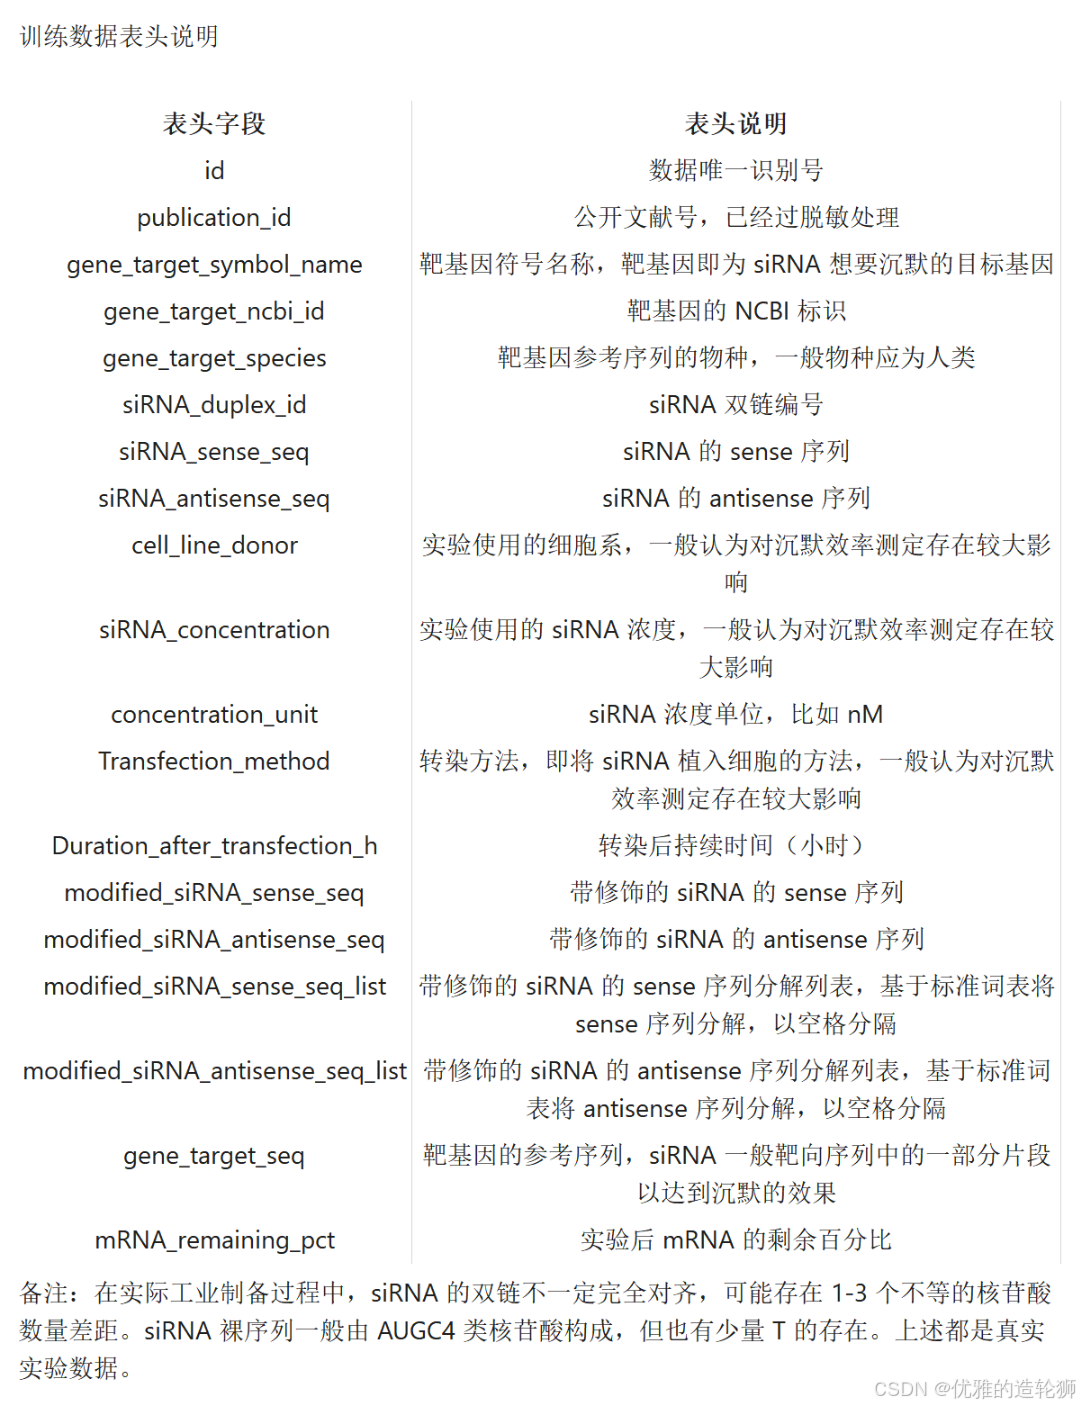 训练数据表头说明
表头字段 表头说明
id 数据唯一识别号
publication_id 公开文献号，已经过脱敏处理
gene_target_symbol_name 靶基因符号名称，靶基因即为 siRNA 想要沉默的目标基因
gene_target_ncbi_id 靶基因的 NCBI 标识
gene_target_species 靶基因参考序列的物种，一般物种应为人类
siRNA_duplex_id siRNA 双链编号
siRNA_sense_seq siRNA 的 sense 序列
siRNA_antisense_seq siRNA 的 antisense 序列
cell_line_donor 实验使用的细胞系，一般认为对沉默效率测定存在较大影
响
siRNA_concentration 实验使用的 siRNA 浓度，一般认为对沉默效率测定存在较
大影响
concentration_unit siRNA 浓度单位，比如 nM
Transfection_method 转染方法，即将 siRNA 植入细胞的方法，一般认为对沉默
效率测定存在较大影响
Duration_after_transfection_h 转染后持续时间（小时）
modified_siRNA_sense_seq 带修饰的 siRNA 的 sense 序列
modified_siRNA_antisense_seq 带修饰的 siRNA 的 antisense 序列
modified_siRNA_sense_seq_list 带修饰的 siRNA 的 sense 序列分解列表，基于标准词表将
sense 序列分解，以空格分隔
modified_siRNA_antisense_seq_list 带修饰的 siRNA 的 antisense 序列分解列表，基于标准词
表将 antisense 序列分解，以空格分隔
gene_target_seq 靶基因的参考序列，siRNA 一般靶向序列中的一部分片段
以达到沉默的效果
mRNA_remaining_pct 实验后 mRNA 的剩余百分比
备注：在实际工业制备过程中，siRNA 的双链不一定完全对齐，可能存在 1-3 个不等的核苷酸
数量差距。siRNA 裸序列一般由 AUGC4 类核苷酸构成，但也有少量 T 的存在。上述都是真实
实验数据。
CSDN @优雅的造轮狮